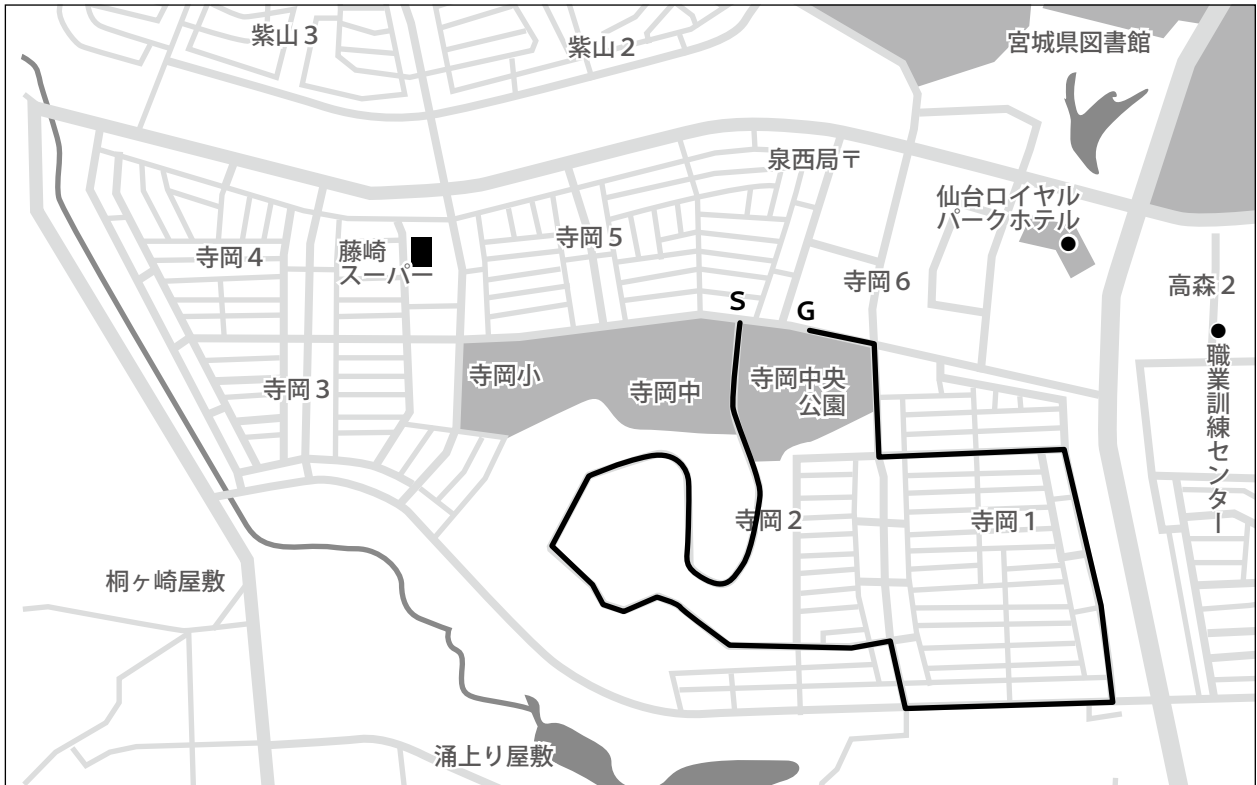 紫山3
紫山2
宮城県図書館
泉西局〒
仙台ロイヤル
パークホテル
寺岡5
寺岡4
藤崎
スーパー
寺岡6
高森2
S
G
職業訓練センター
寺岡小
寺岡中
寺岡中央
公園
寺岡3
寺岡2
寺岡1
桐ヶ崎屋敷
涌上り屋敷